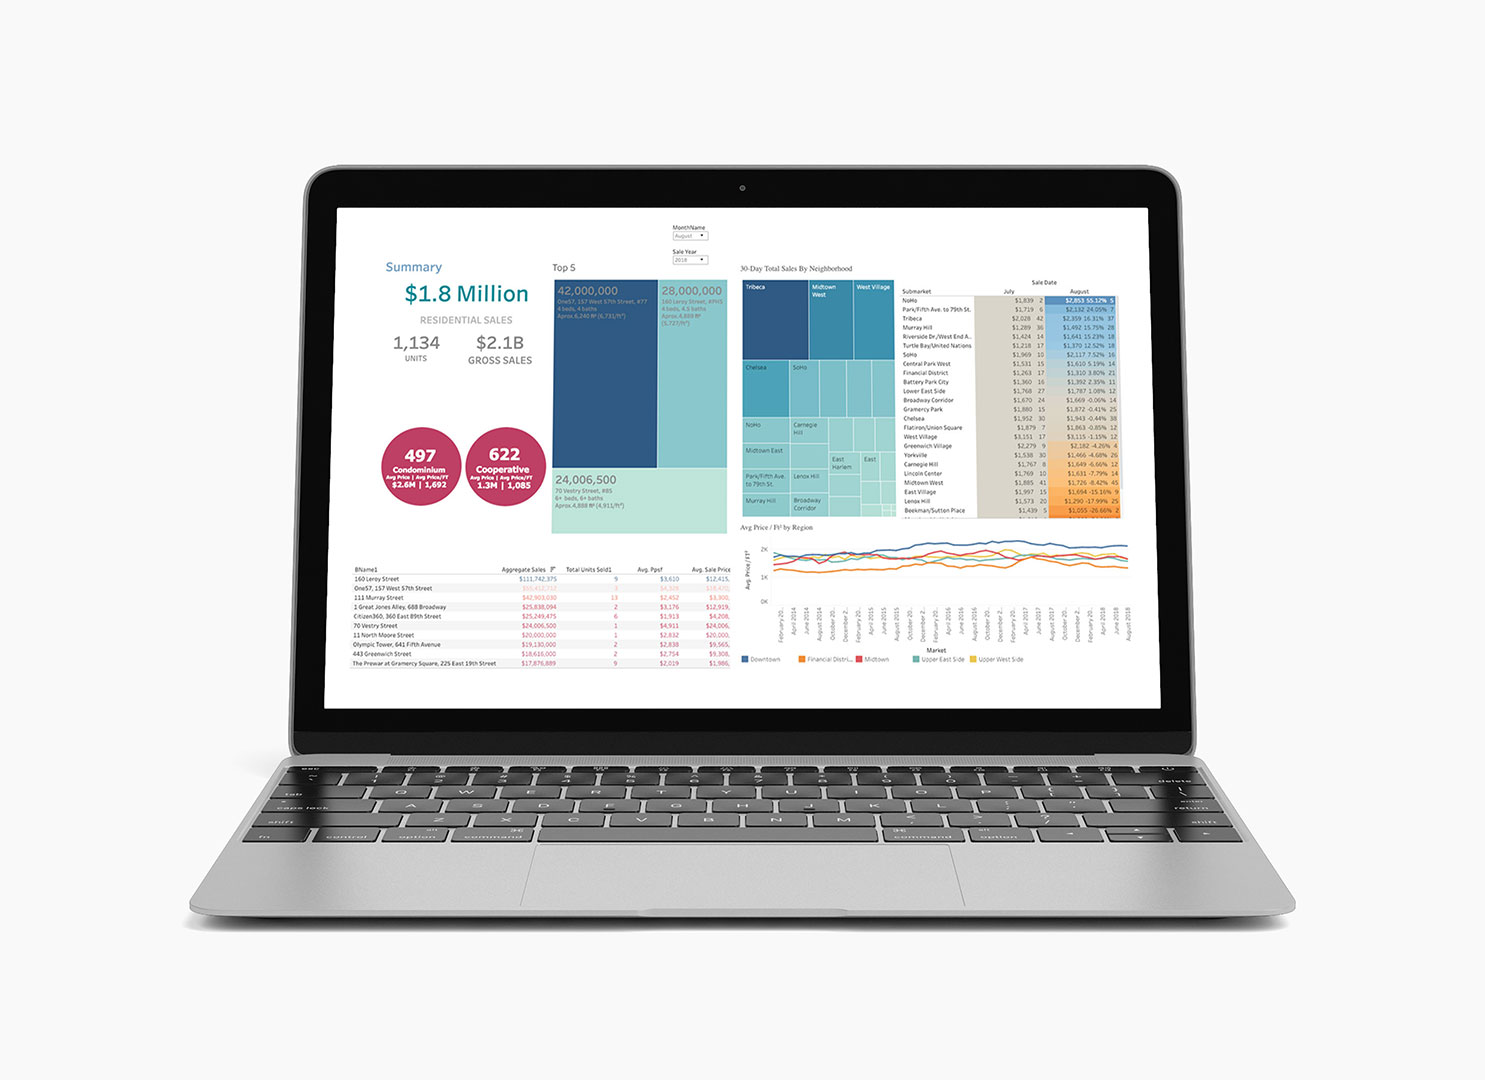 MonthName
August
Sale Year
2018
Summary
$1.8 Million
RESIDENTIAL SALES
1,134
UNITS
$2.1B
GROSS SALES
497
Condominium
Avg Price | Avg Price/FT
$2.6M | 1,692
622
Cooperative
Avg Price | Avg Price/FT
1.3M | 1,085
Top 5
42,000,000
One57, 157 West 57th Street, #77
4 beds, 4 baths
Aprox.6,240 ft² (6,731/ft²)
28,000,000
160 Leroy Street, #PHS
4 beds, 4.5 baths
Aprox.4,889 ft²
(5,727/ft²)
24,006,500
70 Vestry Street, #8S
6+ beds, 6+ baths
Aprox.4,888 ft² (4,911/ft²)
BName1 Aggregate Sales Total Units Sold1 Avg. Ppsf Avg. Sale Price
160 Leroy Street $111,742,375 9 $3,610 $12,415,
One57, 157 West 57th Street
111 Murray Street $42,903,030 13 $2,452 $3,300,
1 Great Jones Alley, 688 Broadway $25,838,094 2 $3,176 $12,919,
Citizen360, 360 East 89th Street $25,249,475 6 $1,913 $4,208,
70 Vestry Street $24,006,500 1 $4,911 $24,006,
11 North Moore Street $20,000,000 1 $2,832 $20,000,
Olympic Tower, 641 Fifth Avenue $19,130,000 2 $2,838 $9,565,
443 Greenwich Street $18,616,000 2 $2,754 $9,308,
The Prewar at Gramercy Square, 225 East 19th Street $17,876,889 9 $2,019 $1,986,
30-Day Total Sales By Neighborhood
Tribeca
Midtown
West
West Village
Chelsea
SoHo
NoHo
Carnegie
Hill
Midtown East
East
Harlem
East
Park/Fifth Ave.
to 79th St.
Lenox Hill
Murray Hill
Broadway
Corridor
Sale Date
Submarket July August
NoHo $1,839 2 $2,853 55.12% 5
Park/Fifth Ave. to 79th St. $1,719 6 $2,132 24.05% 7
Tribeca $2,028 42 $2,359 16.31% 37
Murray Hill $1,289 36 $1,492 15.75% 28
Riverside Dr./West End A.. $1,424 14 $1,641 15.23% 18
Turtle Bay/United Nations $1,218 17 $1,370 12.52% 18
SoHo $1,969 10 $2,117 7.52% 16
Central Park West $1,531 15 $1,610 5.19% 14
Financial District $1,263 17 $1,310 3.80% 21
Battery Park City $1,360 16 $1,392 2.35% 11
Lower East Side $1,768 27 $1,787 1.08% 12
Broadway Corridor $1,670 24 $1,669 -0.06% 14
Gramercy Park $1,880 15 $1,872 -0.41% 25
Chelsea $1,952 30 $1,943 -0.44% 38
Flatiron/Union Square $1,879 7 $1,863 -0.85% 12
West Village $3,151 17 $3,115 -1.15% 12
Greenwich Village $2,279 9 $2,182 -4.26% 4
Yorkville $1,538 30 $1,466 -4.68% 26
Carnegie Hill $1,767 8 $1,649 -6.66% 12
Lincoln Center $1,769 10 $1,631 -7.79% 14
Midtown West $1,885 41 $1,726 -8.42% 45
East Village $1,997 15 $1,694 -15.16% 9
Lenox Hill $1,573 20 $1,290 -17.99% 25
Beekman/Sutton Place $1,439 5 $1,055 -26.66% 2
Avg Price / Ft² by Region
Avg. Price / FT²
2K
1K
0K
February 20..
April 2014
June 2014
August 2014
October 20..
December 2..
February 20..
April 2015
June 2015
August 2015
October 20..
December 2..
February 20..
April 2016
June 2016
August 2016
October 20..
December 2..
February 20..
April 2017
June 2017
August 2017
October 20..
December 2..
February 20..
April 2018
June 2018
August 2018
Market
Downtown Financial Distri... Midtown Upper East Side Upper West Side
delete
tab Q W E R T Y U I O P
caps lock A S D F G H J K L return
shift Z X C V B N M shift
fn control option command command option